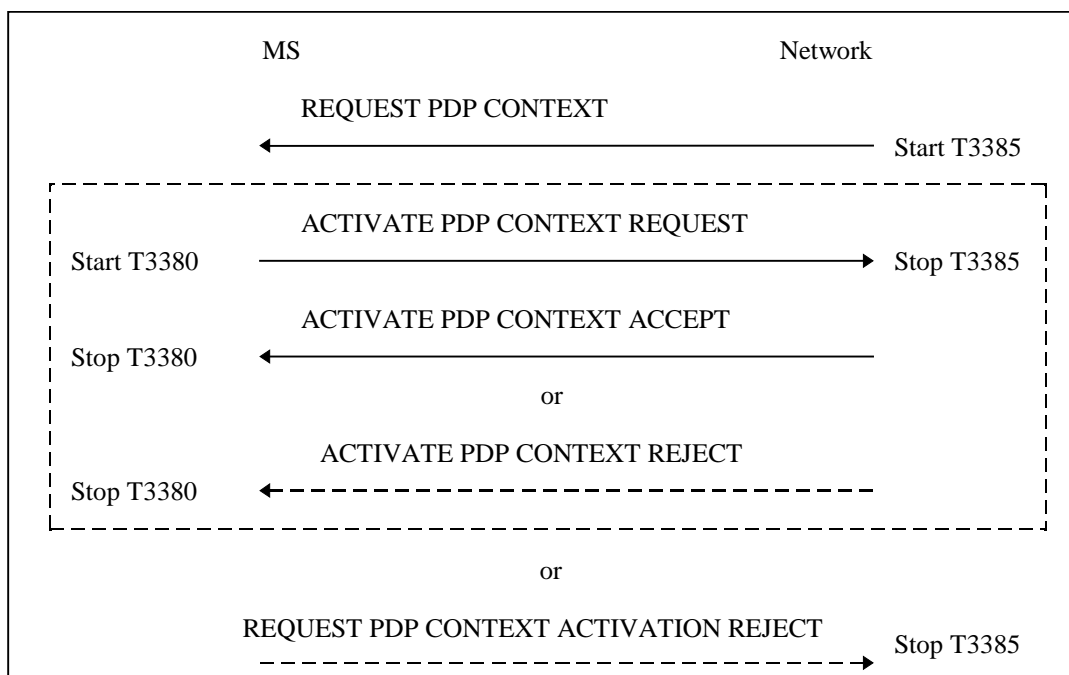 MS Network
REQUEST PDP CONTEXT
Start T3385
ACTIVATE PDP CONTEXT REQUEST
Start T3380 Stop T3385
ACTIVATE PDP CONTEXT ACCEPT
Stop T3380
or
ACTIVATE PDP CONTEXT REJECT
Stop T3380
or
REQUEST PDP CONTEXT ACTIVATION REJECT
Stop T3385